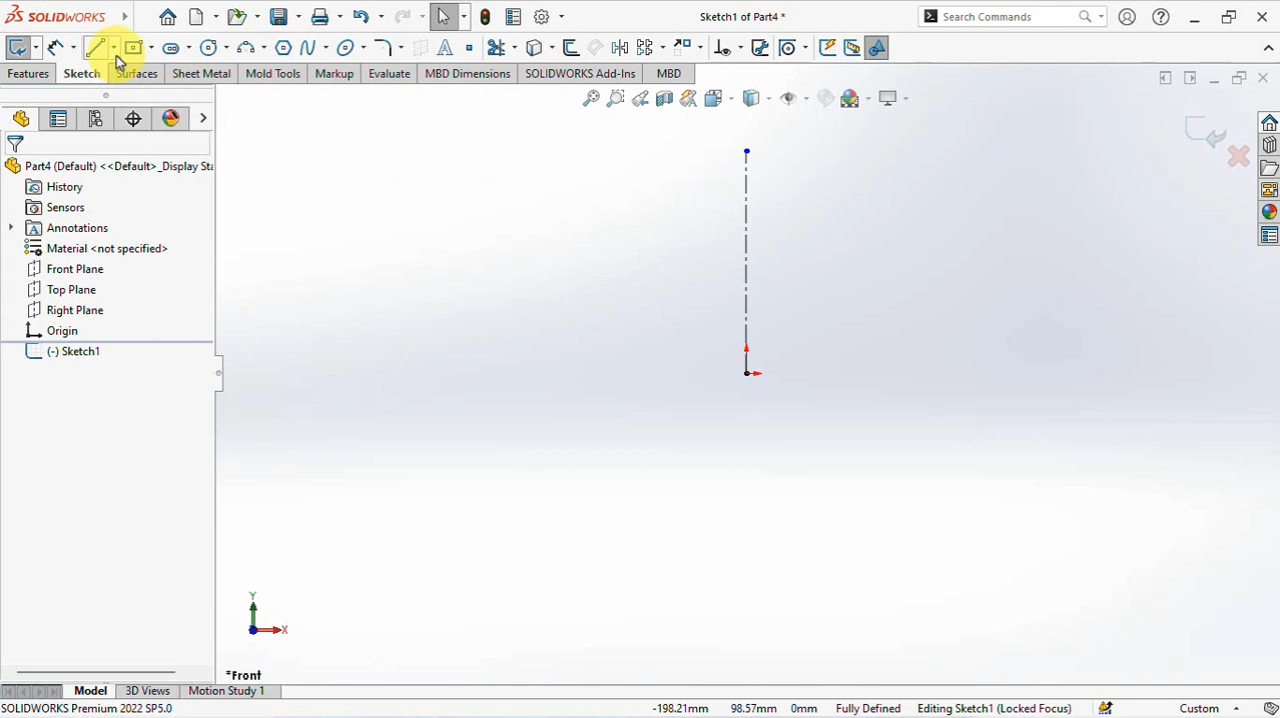 SOLIDWORKS
Sketch1 of Part4 *
Search Commands
Features
Sketch
Surfaces
Sheet Metal
Mold Tools
Markup
Evaluate
MBD Dimensions
SOLIDWORKS Add-Ins
MBD
Part4 (Default) <<Default>_Display Sta
History
Sensors
Annotations
Material <not specified>
Front Plane
Top Plane
Right Plane
Origin
(-) Sketch1
Y
X
*Front
Model
3D Views
Motion Study 1
SOLIDWORKS Premium 2022 SP5.0
-198.21mm
98.57mm
0mm
Fully Defined
Editing Sketch1 (Locked Focus)
Custom